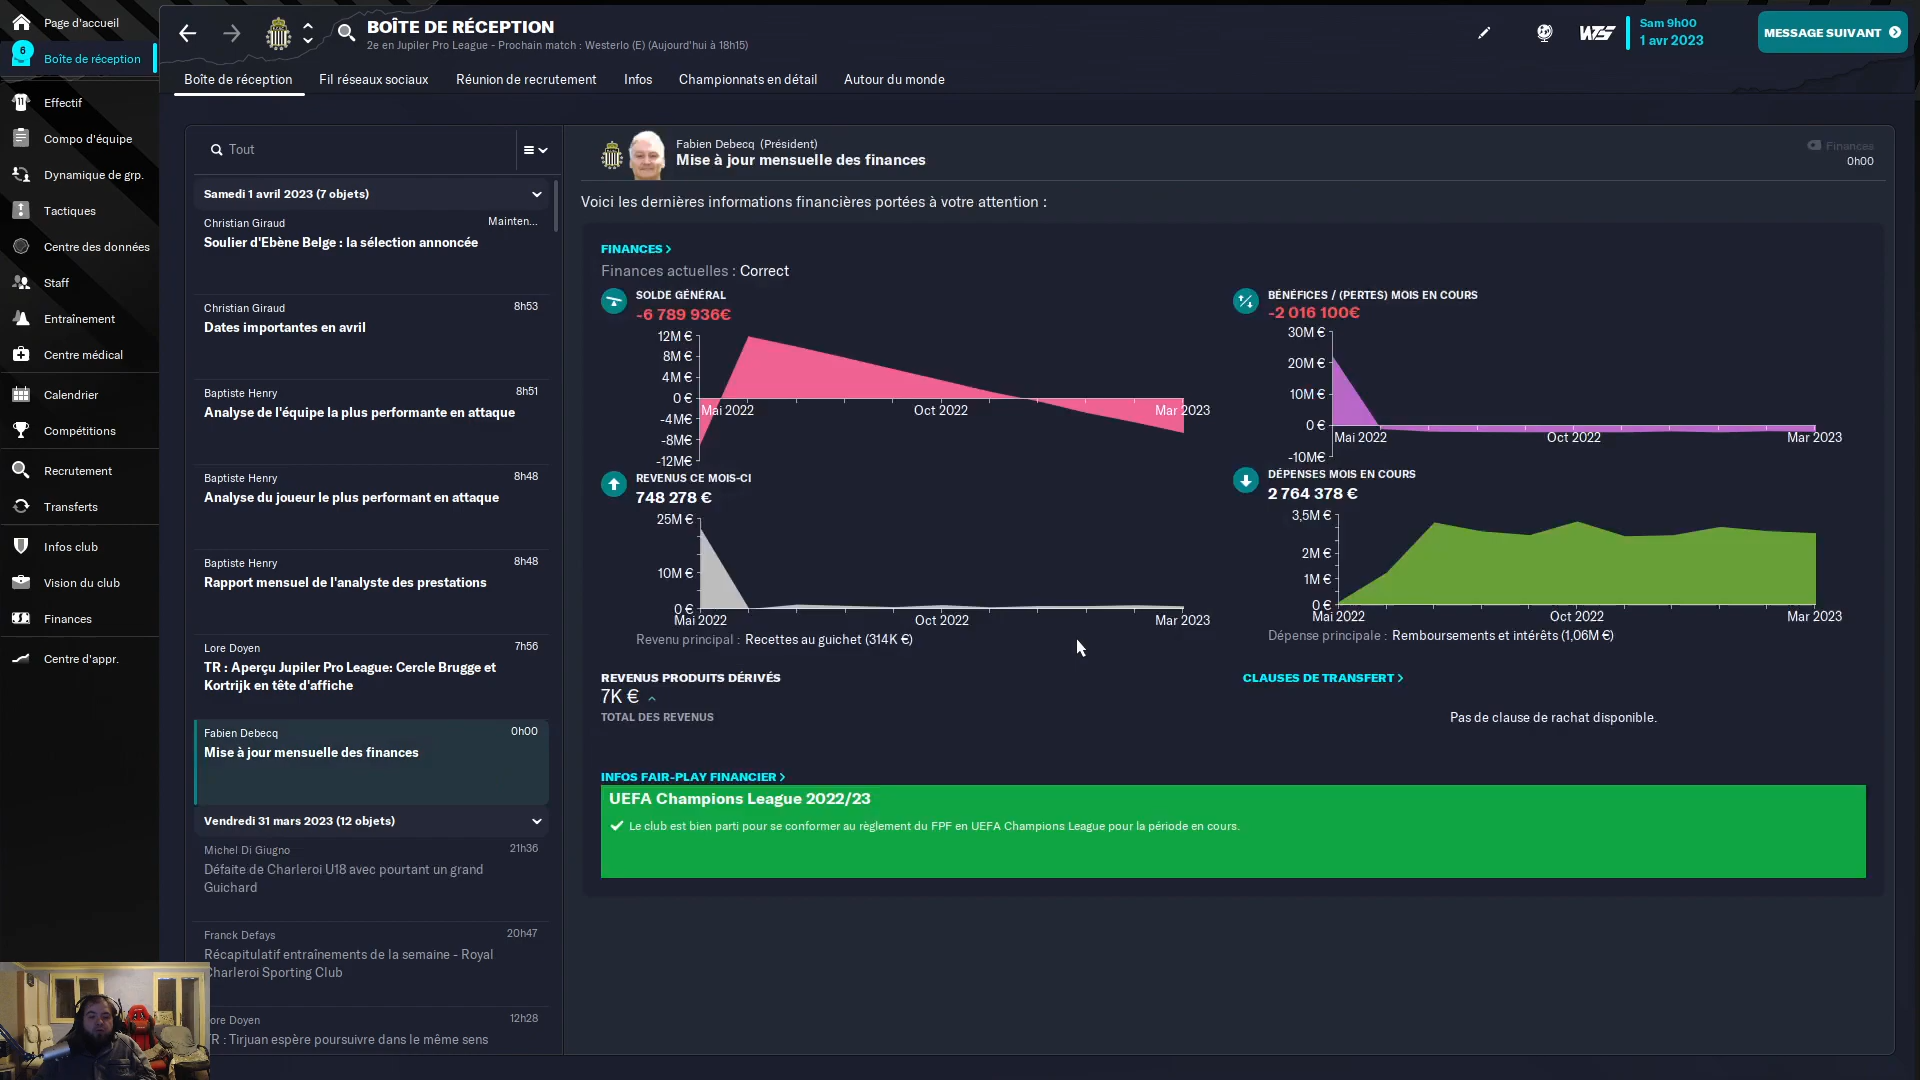 Page d'accueil
6
Boîte de réception
Effectif
Compo d'équipe
Dynamique de grp.
Tactiques
Centre des données
Staff
Entraînement
Centre médical
Calendrier
Compétitions
Recrutement
Transferts
Infos club
Vision du club
Finances
Centre d'appr.
BOÎTE DE RÉCEPTION
2e en Jupiler Pro League - Prochain match : Westerlo (E) (Aujourd'hui à 18h15)
Sam 9h00
1 avr 2023
MESSAGE SUIVANT
Boîte de réception
Fil réseaux sociaux
Réunion de recrutement
Infos
Championnats en détail
Autour du monde
Tout
Samedi 1 avril 2023 (7 objets)
Christian Giraud
Mainten...
Soulier d'Ebène Belge : la sélection annoncée
Christian Giraud
8h53
Dates importantes en avril
Baptiste Henry
8h51
Analyse de l'équipe la plus performante en attaque
Baptiste Henry
8h48
Analyse du joueur le plus performant en attaque
Baptiste Henry
8h48
Rapport mensuel de l'analyste des prestations
Lore Doyen
7h56
TR : Aperçu Jupiler Pro League: Cercle Brugge et
Kortrijk en tête d'affiche
Fabien Debecq
0h00
Mise à jour mensuelle des finances
Vendredi 31 mars 2023 (12 objets)
Michel Di Giugno
21h36
Défaite de Charleroi U18 avec pourtant un grand
Guichard
Franck Defays
20h47
Récapitulatif entraînements de la semaine - Royal
Charleroi Sporting Club
ore Doyen
12h28
R : Tirjuan espère poursuivre dans le même sens
Fabien Debecq (Président)
Mise à jour mensuelle des finances
Finances
0h00
Voici les dernières informations financières portées à votre attention :
FINANCES >
Finances actuelles : Correct
SOLDE GÉNÉRAL
-6 789 936€
12M €
8M €
4M €
0 €
-4M€
-8M€
-12M€
Mai 2022
Oct 2022
Mar 2023
BÉNÉFICES / (PERTES) MOIS EN COURS
-2 016 100€
30M €
20M €
10M €
0 €
-10M€
Mai 2022
Oct 2022
Mar 2023
REVENUS CE MOIS-CI
748 278 €
25M €
10M €
0 €
Mai 2022
Oct 2022
Mar 2023
Revenu principal : Recettes au guichet (314K €)
DÉPENSES MOIS EN COURS
2 764 378 €
3,5M €
2M €
1M €
0 €
Mai 2022
Oct 2022
Mar 2023
Dépense principale : Remboursements et intérêts (1,06M €)
REVENUS PRODUITS DÉRIVÉS
7K €
TOTAL DES REVENUS
CLAUSES DE TRANSFERT >
Pas de clause de rachat disponible.
INFOS FAIR-PLAY FINANCIER >
UEFA Champions League 2022/23
Le club est bien parti pour se conformer au règlement du FPF en UEFA Champions League pour la période en cours.